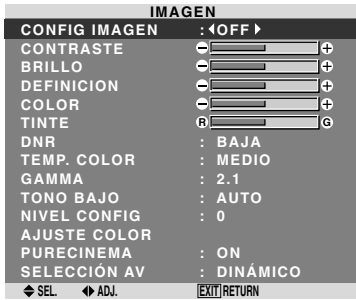 IMAGEN
CONFIG IMAGEN : OFF
CONTRASTE
BRILLO
DEFINICION
COLOR
TINTE R G
DNR : BAJA
TEMP. COLOR : MEDIO
GAMMA : 2.1
TONO BAJO : AUTO
NIVEL CONFIG : 0
AJUSTE COLOR
PURECINEMA : ON
SELECCIÓN AV : DINÁMICO
SEL. ADJ. EXIT RETURN